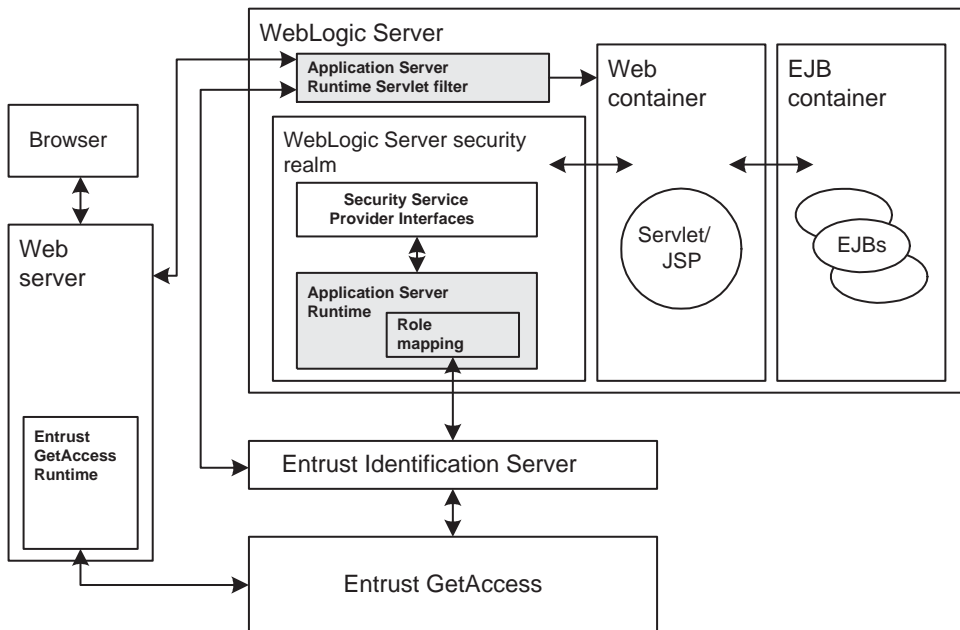 WebLogic Server
Application Server
Runtime Servlet filter
Web
container
EJB
container
Browser
WebLogic Server security
realm
Security Service
Provider Interfaces
Web
server
Servlet/
JSP
EJBs
Application Server
Runtime
Role
mapping
Entrust
GetAccess
Runtime
Entrust Identification Server
Entrust GetAccess